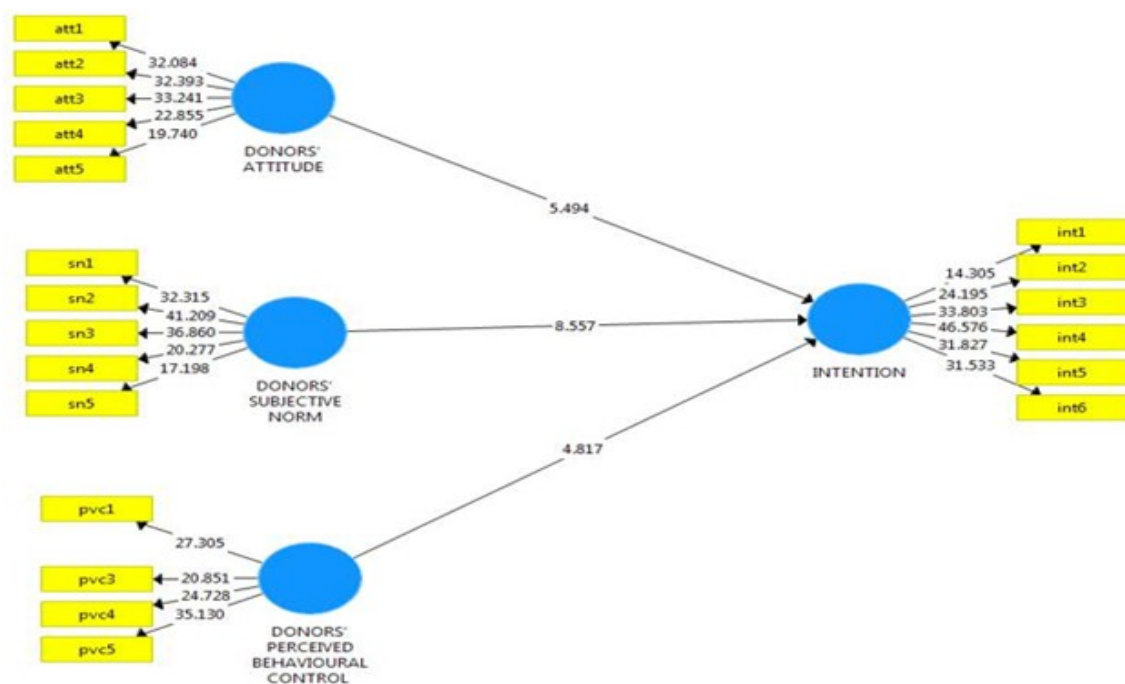 att1
att2
att3
att4
att5
32.084
32.393
33.241
22.855
19.740
DONORS'
ATTITUDE
5.494
sn1
sn2
sn3
sn4
sn5
32.315
41.209
36.860
20.277
17.198
DONORS'
SUBJECTIVE
NORM
8.557
pvc1
pvc3
pvc4
pvc5
27.305
20.851
24.728
35.130
DONORS'
PERCEIVED
BEHAVIOURAL
CONTROL
4.817
INTENTION
14.305
24.195
33.803
46.576
31.827
31.533
int1
int2
int3
int4
int5
int6